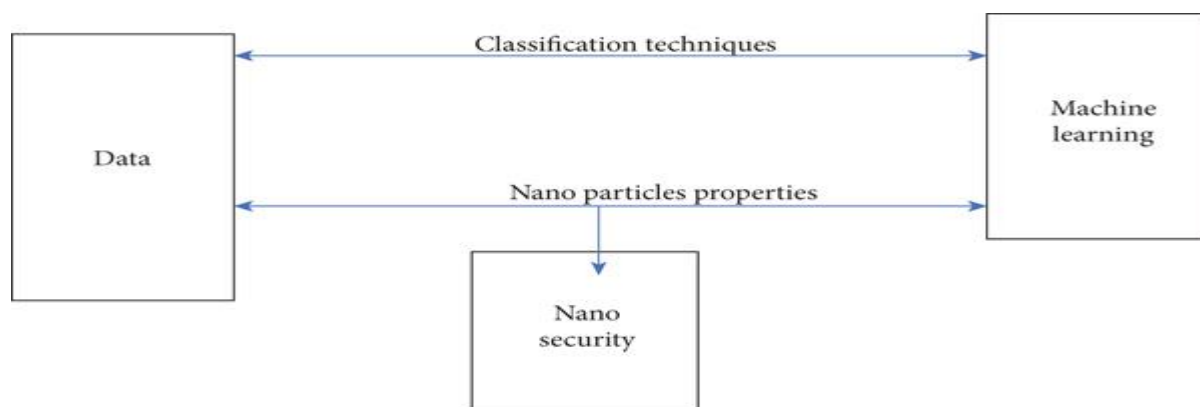 Classification techniques
Data
Machine
learning
Nano particles properties
Nano
security